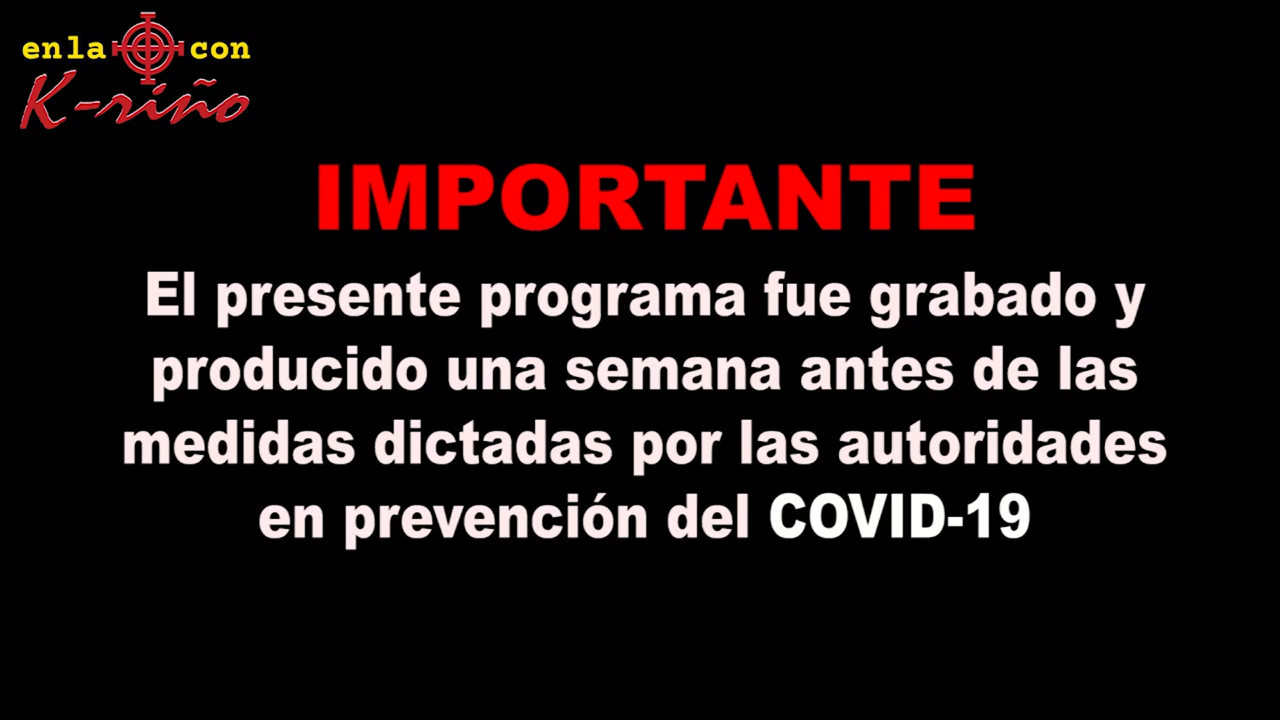 enla con
K-riño
IMPORTANTE
El presente programa fue grabado y
producido una semana antes de las
medidas dictadas por las autoridades
en prevención del COVID-19